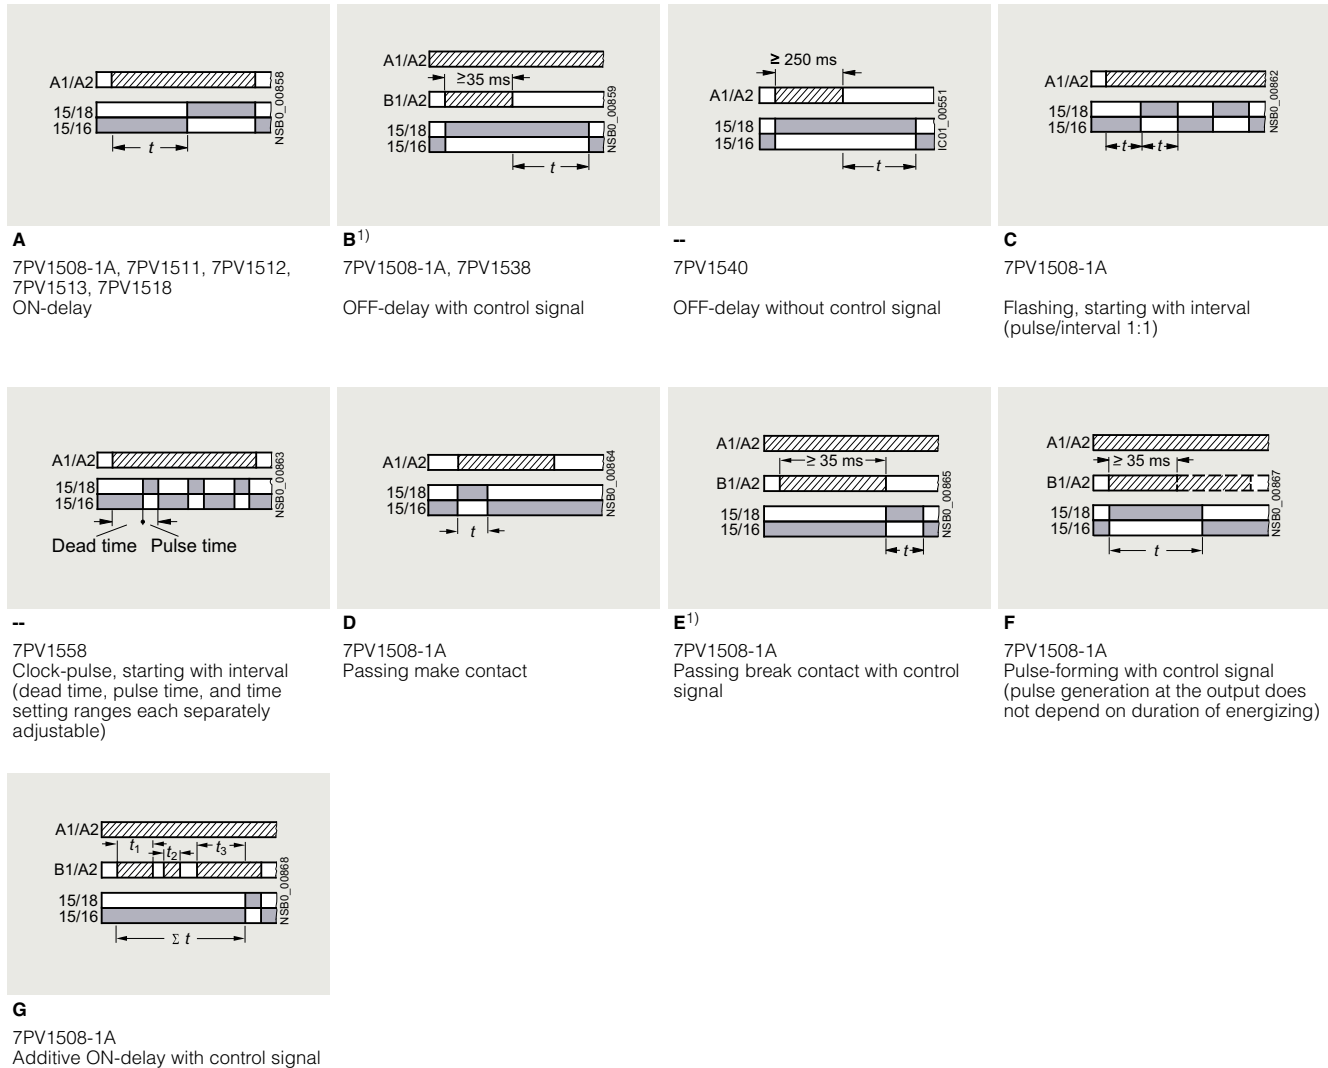 A1/A2
15/18
15/16
t
NSB0_00858
A
7PV1508-1A, 7PV1511, 7PV1512,
7PV1513, 7PV1518
ON-delay
A1/A2
≥35 ms
B1/A2
15/18
15/16
t
NSB0_00859
B1)
7PV1508-1A, 7PV1538
OFF-delay with control signal
≥ 250 ms
A1/A2
15/18
15/16
t
IC01_00551
--
7PV1540
OFF-delay without control signal
A1/A2
15/18
15/16
t t
NSB0_00862
C
7PV1508-1A
Flashing, starting with interval
(pulse/interval 1:1)
A1/A2
15/18
15/16
Dead time Pulse time
NSB0_00863
--
7PV1558
Clock-pulse, starting with interval
(dead time, pulse time, and time
setting ranges each separately
adjustable)
A1/A2
15/18
15/16
t
NSB0_00864
D
7PV1508-1A
Passing make contact
A1/A2
≥ 35 ms
B1/A2
15/18
15/16
t
NSB0_00865
E1)
7PV1508-1A
Passing break contact with control
signal
A1/A2
≥ 35 ms
B1/A2
15/18
15/16
t
NSB0_00867
F
7PV1508-1A
Pulse-forming with control signal
(pulse generation at the output does
not depend on duration of energizing)
A1/A2
t1 t2 t3
B1/A2
15/18
15/16
Σ t
NSB0_00868
G
7PV1508-1A
Additive ON-delay with control signal